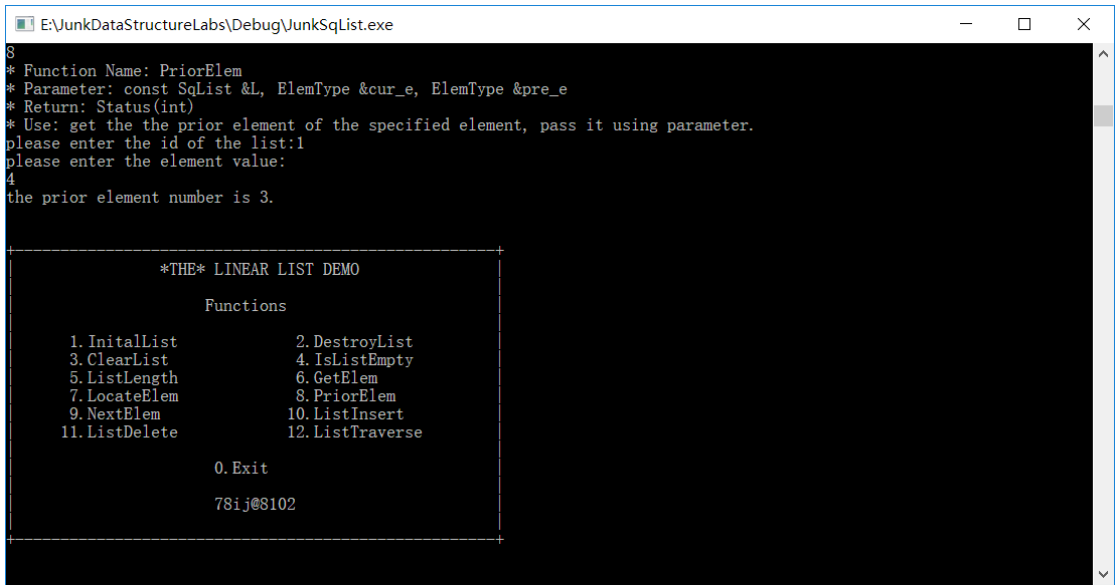 E:\JunkDataStructureLabs\Debug\JunkSqList.exe
8
* Function Name: PriorElem
* Parameter: const SqList &L, ElemType &cur_e, ElemType &pre_e
* Return: Status(int)
* Use: get the the prior element of the specified element, pass it using parameter.
please enter the id of the list:1
please enter the element value:
4
the prior element number is 3.
*THE* LINEAR LIST DEMO
Functions
1.InitalList 2.DestroyList
3.ClearList 4.IsListEmpty
5.ListLength 6.GetElem
7.LocateElem 8.PriorElem
9.NextElem 10.ListInsert
11.ListDelete 12.ListTraverse
0.Exit
78ij@8102